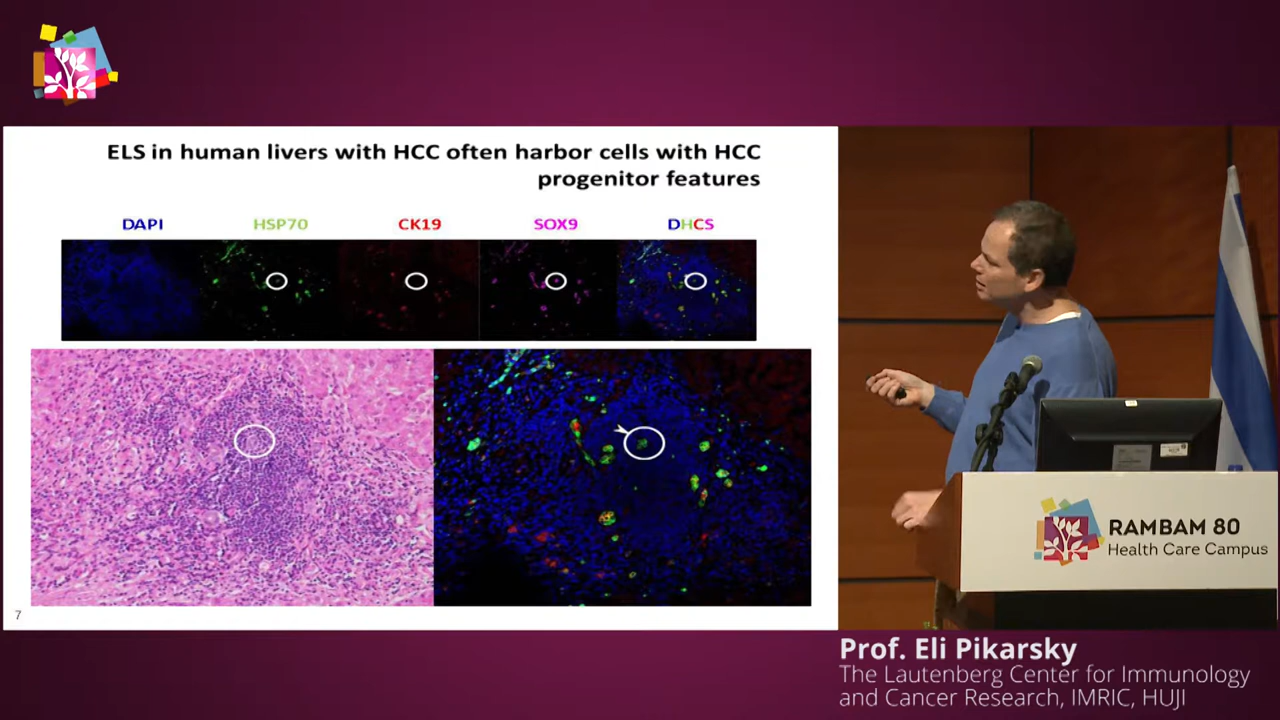 ELS in human livers with HCC often harbor cells with HCC
progenitor features
DAPI HSP70 CK19 SOX9 DHCS
7
RAMBAM 80
Health Care Campus
Prof. Eli Pikarsky
The Lautenberg Center for Immunology
and Cancer Research, IMRIC, HUJI